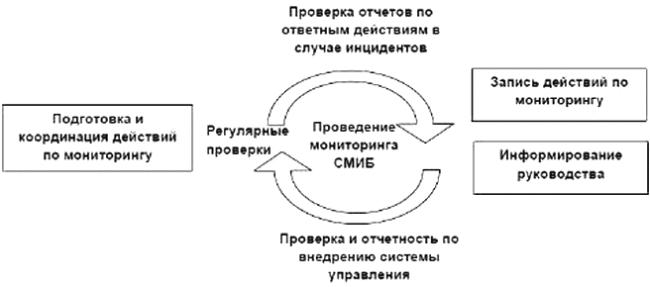 Проверка отчетов по
ответным действиям в
случае инцидентов
Подготовка и
координация действий
по мониторингу
Регулярные
проверки
Проведение
мониторинга
СМИБ
Запись действий по
мониторингу
Информирование
руководства
Проверка и отчетность по
внедрению системы
управления